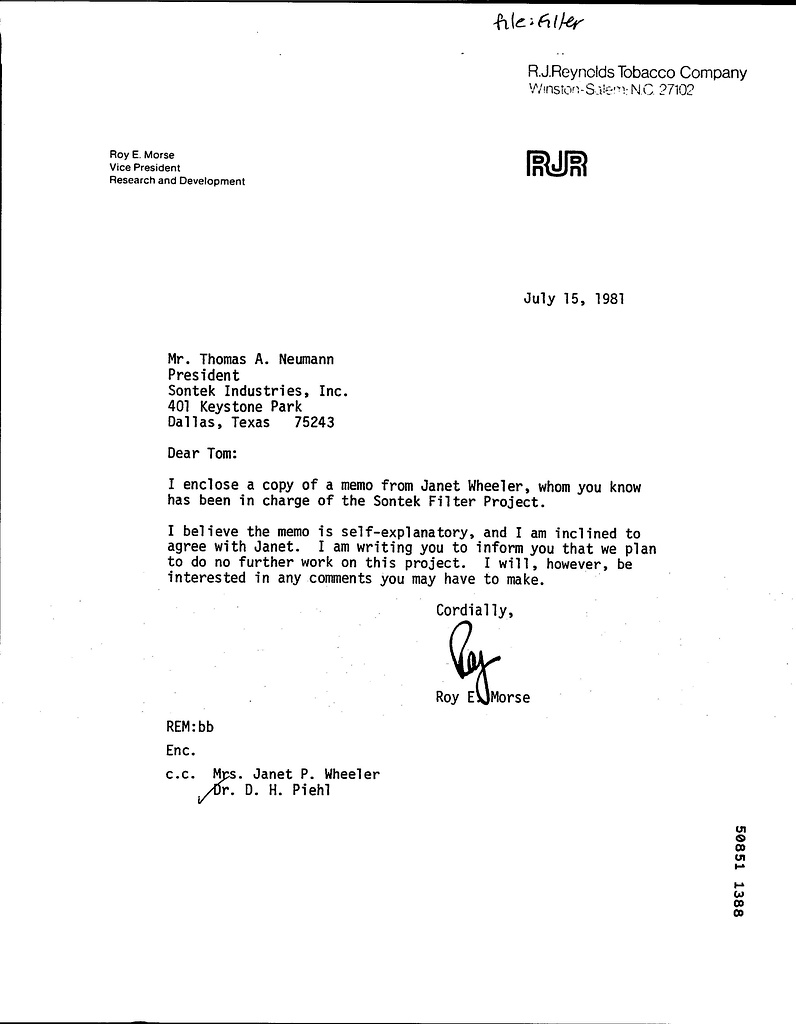 file: filter
R.J.Reynolds Tobacco Company
Winston-Salem, N.C. 27102
Roy E. Morse
Vice President
Research and Development
RJR
July 15, 1981
Mr. Thomas A. Neumann
President
Sontek Industries, Inc.
401 Keystone Park
Dallas, Texas 75243
Dear Tom:
I enclose a copy of a memo from Janet Wheeler, whom you know
has been in charge of the Sontek Filter Project.
I believe the memo is self-explanatory, and I am inclined to
agree with Janet. I am writing you to inform you that we plan
to do no further work on this project. I will, however, be
interested in any comments you may have to make.
Cordially,
Roy
Roy E. Morse
REM:bb
Enc.
c.c. Mrs. Janet P. Wheeler
Dr. D. H. Piehl
50851 1388